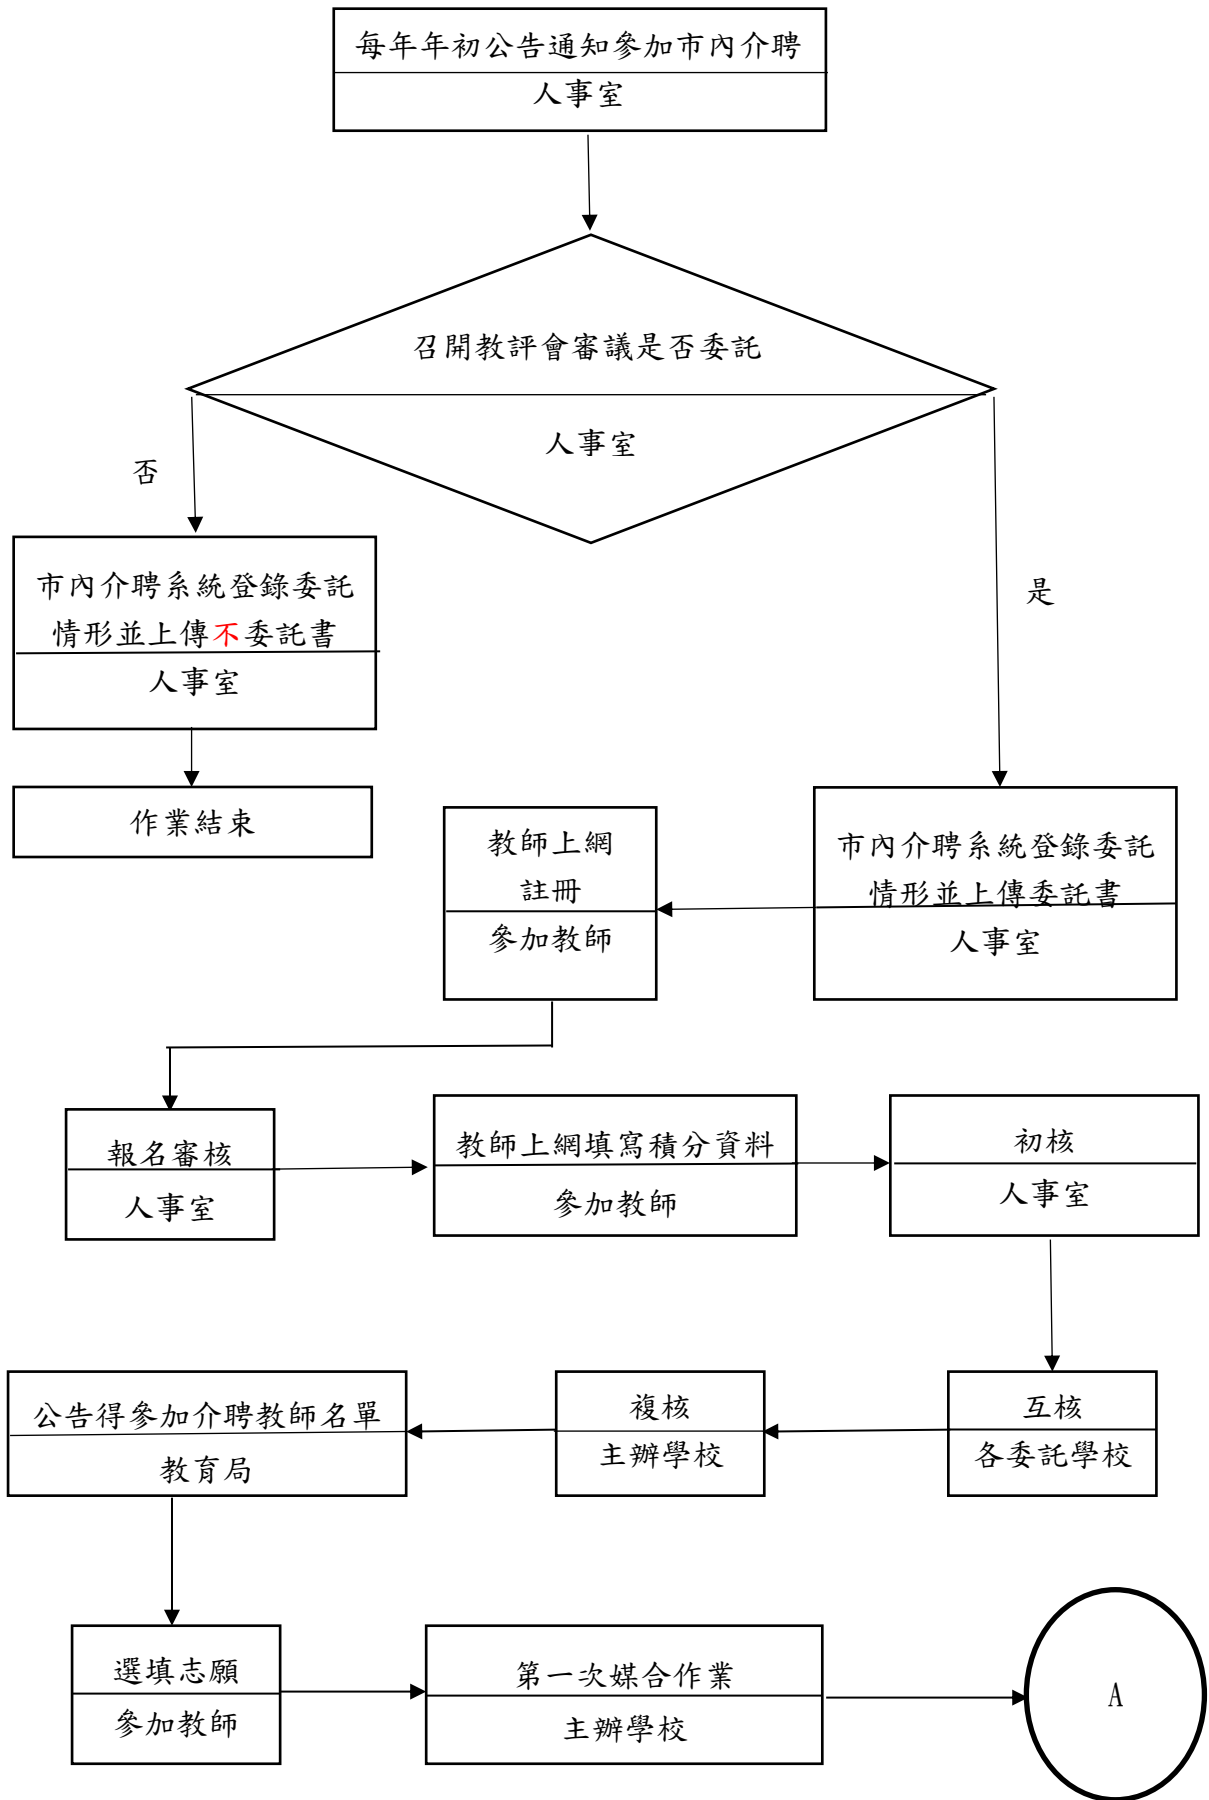 每年年初公告通知參加市內介聘
人事室
召開教評會審議是否委託
人事室
否
是
市內介聘系統登錄委託
情形並上傳不委託書
人事室
作業結束
教師上網
註冊
參加教師
市內介聘系統登錄委託
情形並上傳委託書
人事室
報名審核
人事室
教師上網填寫積分資料
參加教師
初核
人事室
公告得參加介聘教師名單
教育局
複核
主辦學校
互核
各委託學校
選填志願
參加教師
第一次媒合作業
主辦學校
A